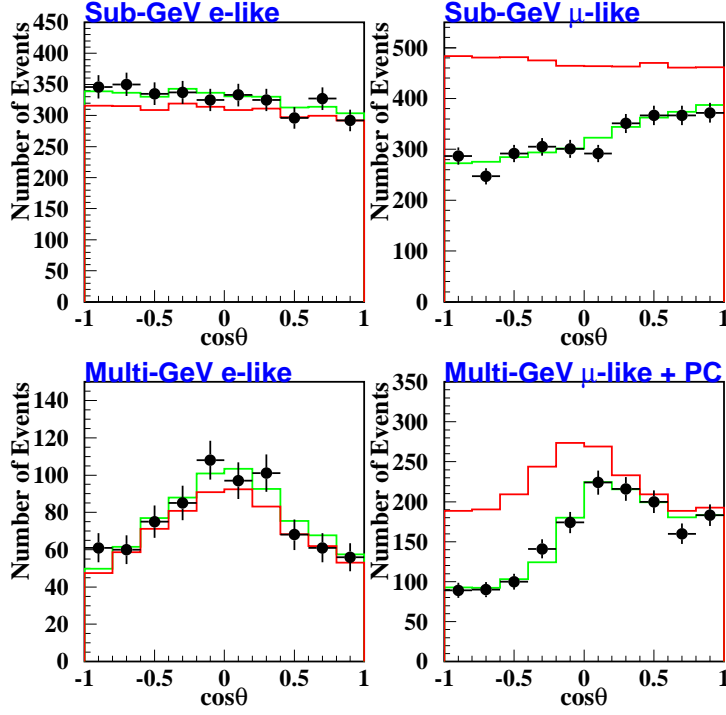 Sub-GeV e-like
Number of Events
450
400
350
300
250
200
150
100
50
0
-1 -0.5 0 0.5 1
cosθ
Sub-GeV μ-like
Number of Events
500
400
300
200
100
0
-1 -0.5 0 0.5 1
cosθ
Multi-GeV e-like
Number of Events
140
120
100
80
60
40
20
0
-1 -0.5 0 0.5 1
cosθ
Multi-GeV μ-like + PC
Number of Events
350
300
250
200
150
100
50
0
-1 -0.5 0 0.5 1
cosθ